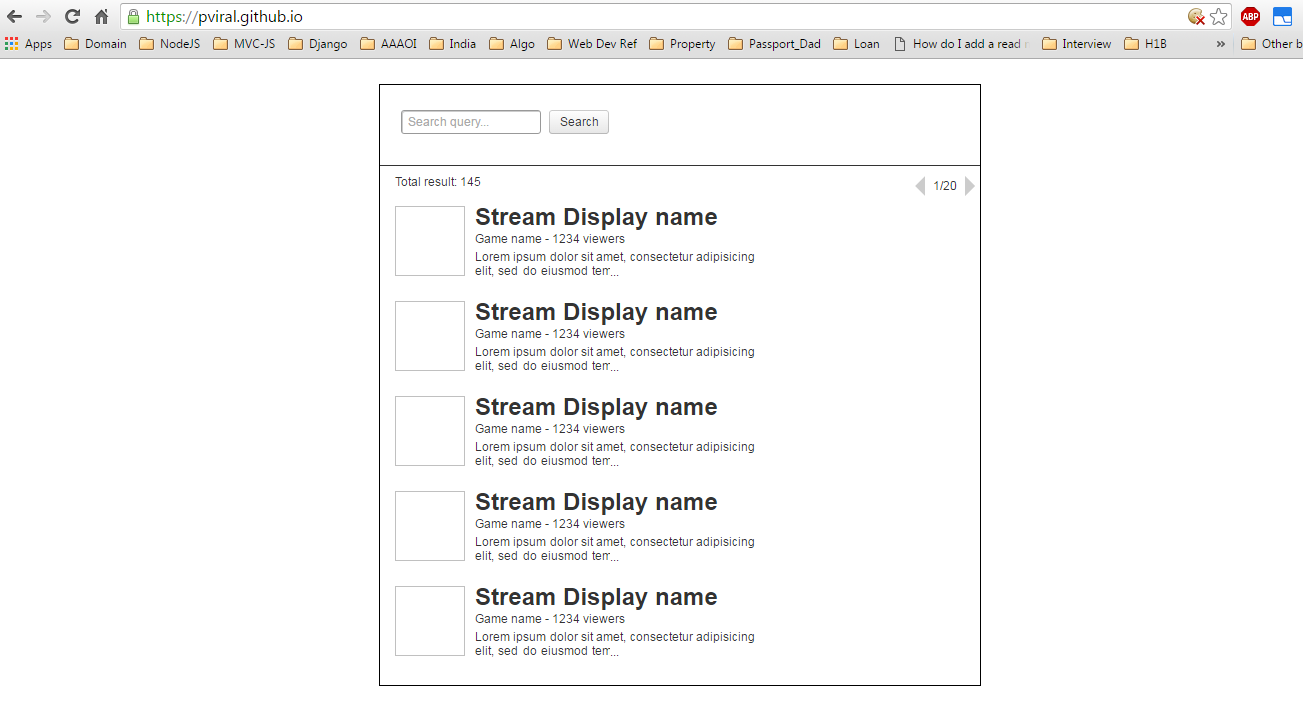 https://pviral.github.io
ABP
Apps Domain NodeJS MVC-JS Django AAAOI India Algo Web Dev Ref Property Passport_Dad Loan How do I add a read H1B Interview Other b
Search query... Search
Total result: 145 1/20
Stream Display name
Game name - 1234 viewers
Lorem ipsum dolor sit amet, consectetur adipisicing
elit, sed do eiusmod tem...
Stream Display name
Game name - 1234 viewers
Lorem ipsum dolor sit amet, consectetur adipisicing
elit, sed do eiusmod tem...
Stream Display name
Game name - 1234 viewers
Lorem ipsum dolor sit amet, consectetur adipisicing
elit, sed do eiusmod tem...
Stream Display name
Game name - 1234 viewers
Lorem ipsum dolor sit amet, consectetur adipisicing
elit, sed do eiusmod tem...
Stream Display name
Game name - 1234 viewers
Lorem ipsum dolor sit amet, consectetur adipisicing
elit, sed do eiusmod tem...